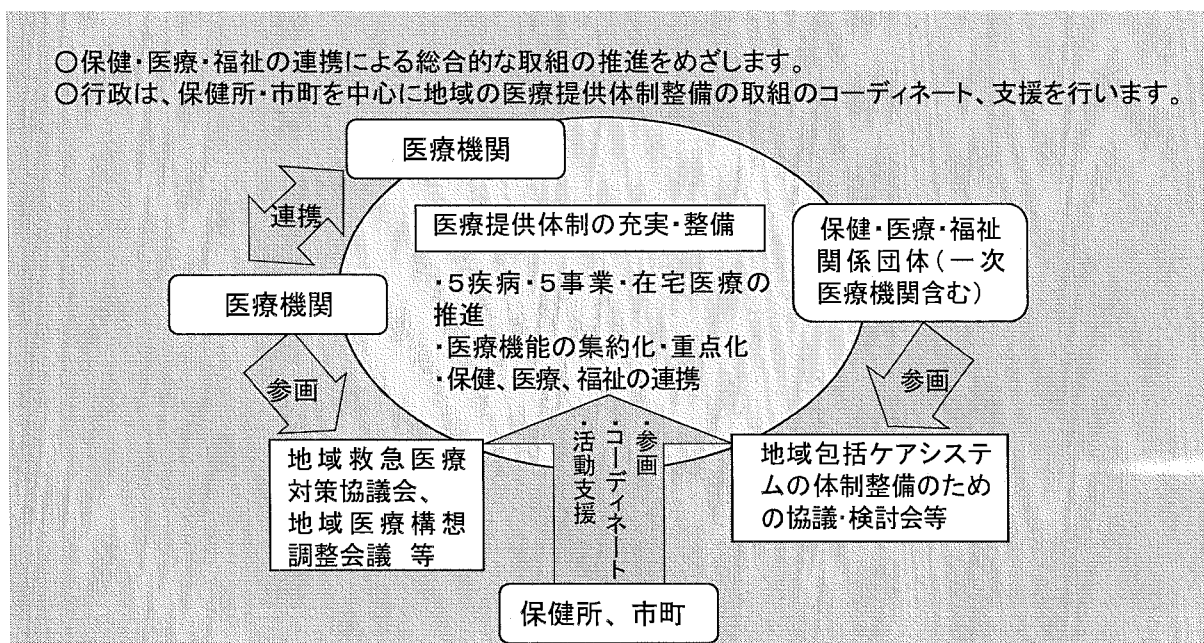 ○保健・医療・福祉の連携による総合的な取組の推進をめざします。
○行政は、保健所・市町を中心に地域の医療提供体制整備の取組のコーディネート、支援を行います。
医療機関
連携
医療機関
医療提供体制の充実・整備
・5疾病・5事業・在宅医療の
推進
・医療機能の集約化・重点化
・保健、医療、福祉の連携
保健・医療・福祉
関係団体(一次
医療機関含む)
参画
参画
地域救急医療
対策協議会、
地域医療構想
調整会議 等
・参画
・コーディネート
・活動支援
地域包括ケアシステ
ムの体制整備のため
の協議・検討会等
保健所、市町